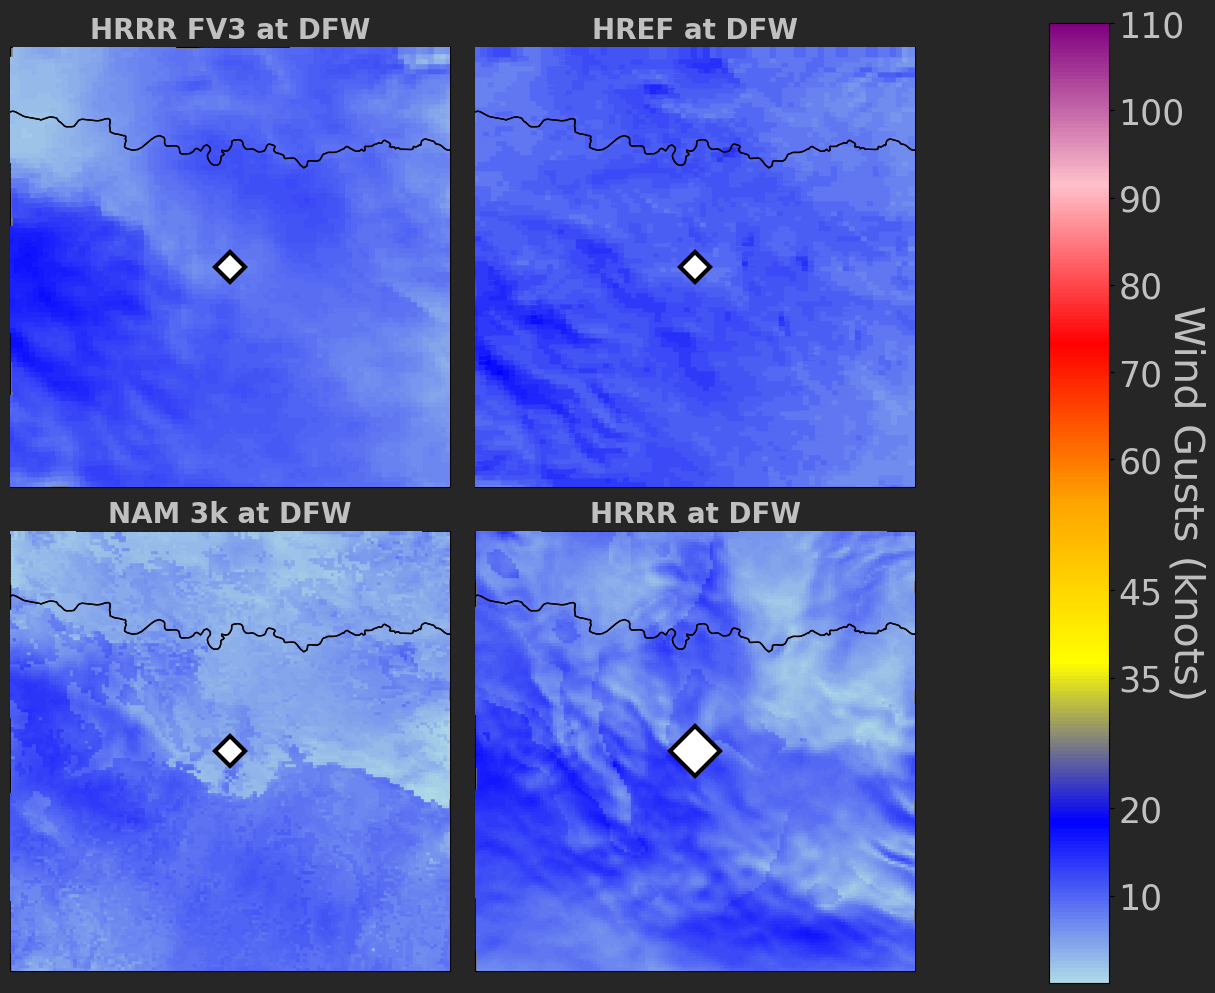 HRRR FV3 at DFW
HREF at DFW
NAM 3k at DFW
HRRR at DFW
110
100
90
80
70
60
45
35
20
10
Wind Gusts (knots)